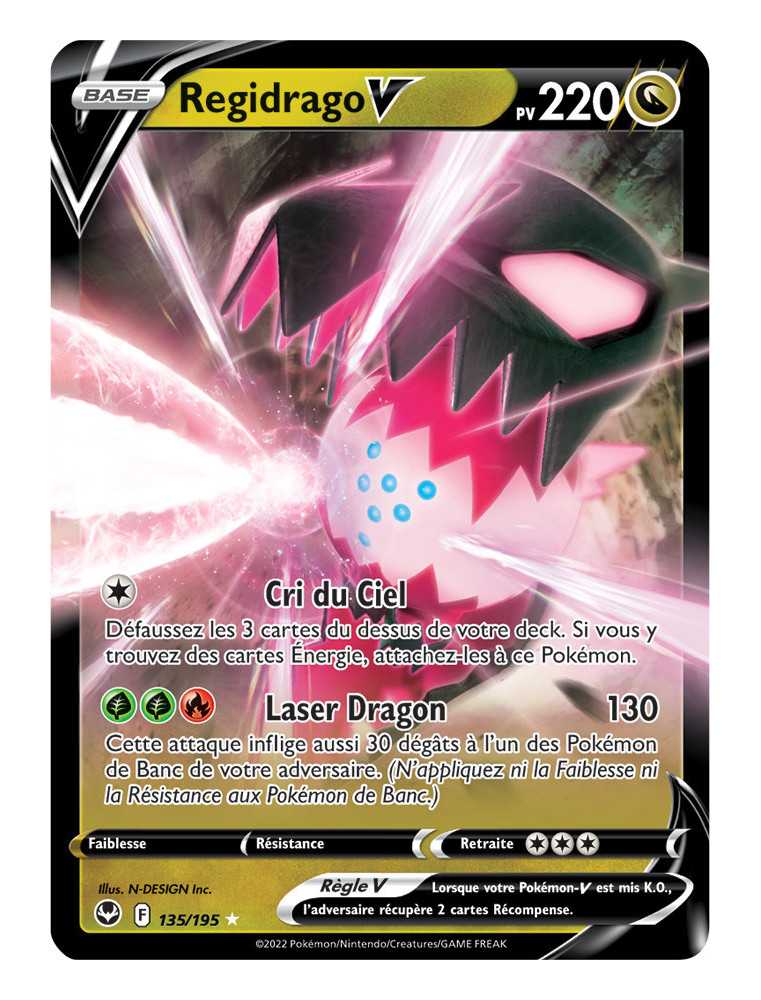 BASE
Regidrago V
PV 220
Cri du Ciel
Défaussez les 3 cartes du dessus de votre deck. Si vous y
trouvez des cartes Énergie, attachez-les à ce Pokémon.
Laser Dragon 130
Cette attaque inflige aussi 30 dégâts à l'un des Pokémon
de Banc de votre adversaire. (N'appliquez ni la Faiblesse ni
la Résistance aux Pokémon de Banc.)
Faiblesse Résistance Retraite
Illus. N-DESIGN Inc.
Règle V Lorsque votre Pokémon-V est mis K.O.,
l'adversaire récupère 2 cartes Récompense.
F 135/195
©2022 Pokémon/Nintendo/Creatures/GAME FREAK